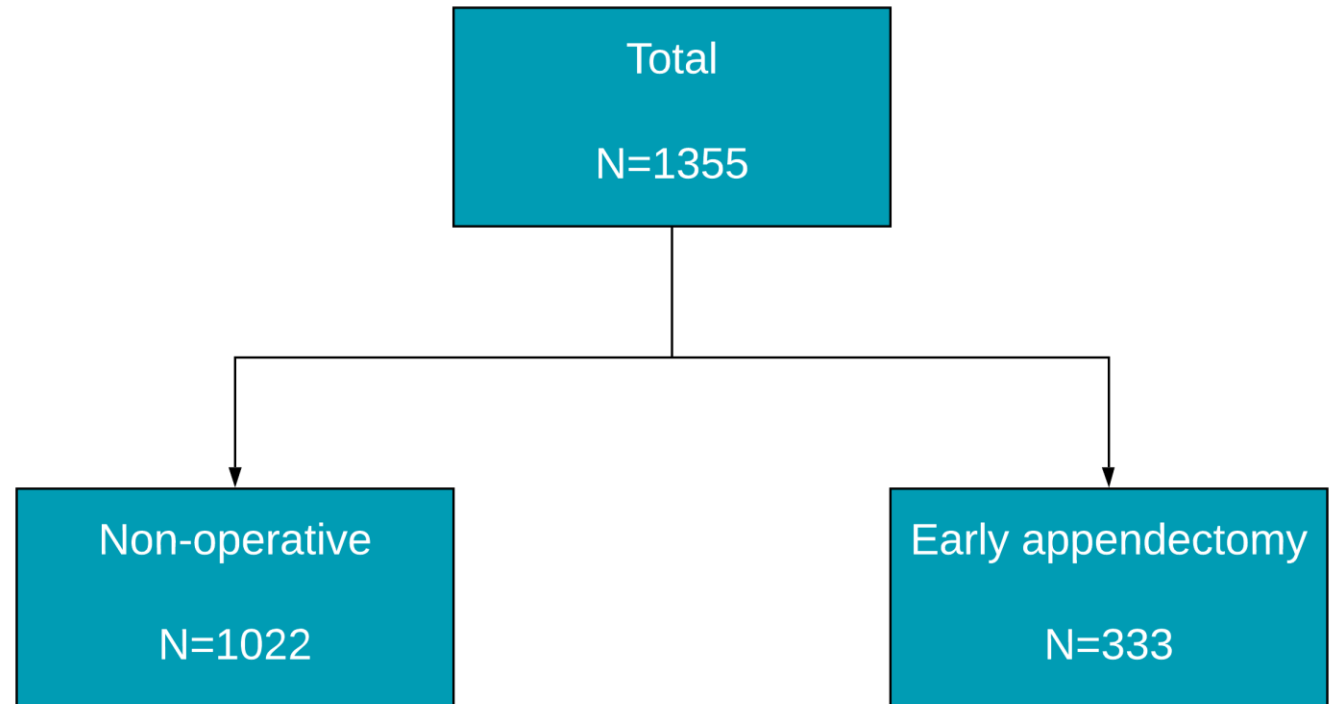 Total
N=1355
Non-operative
N=1022
Early appendectomy
N=333